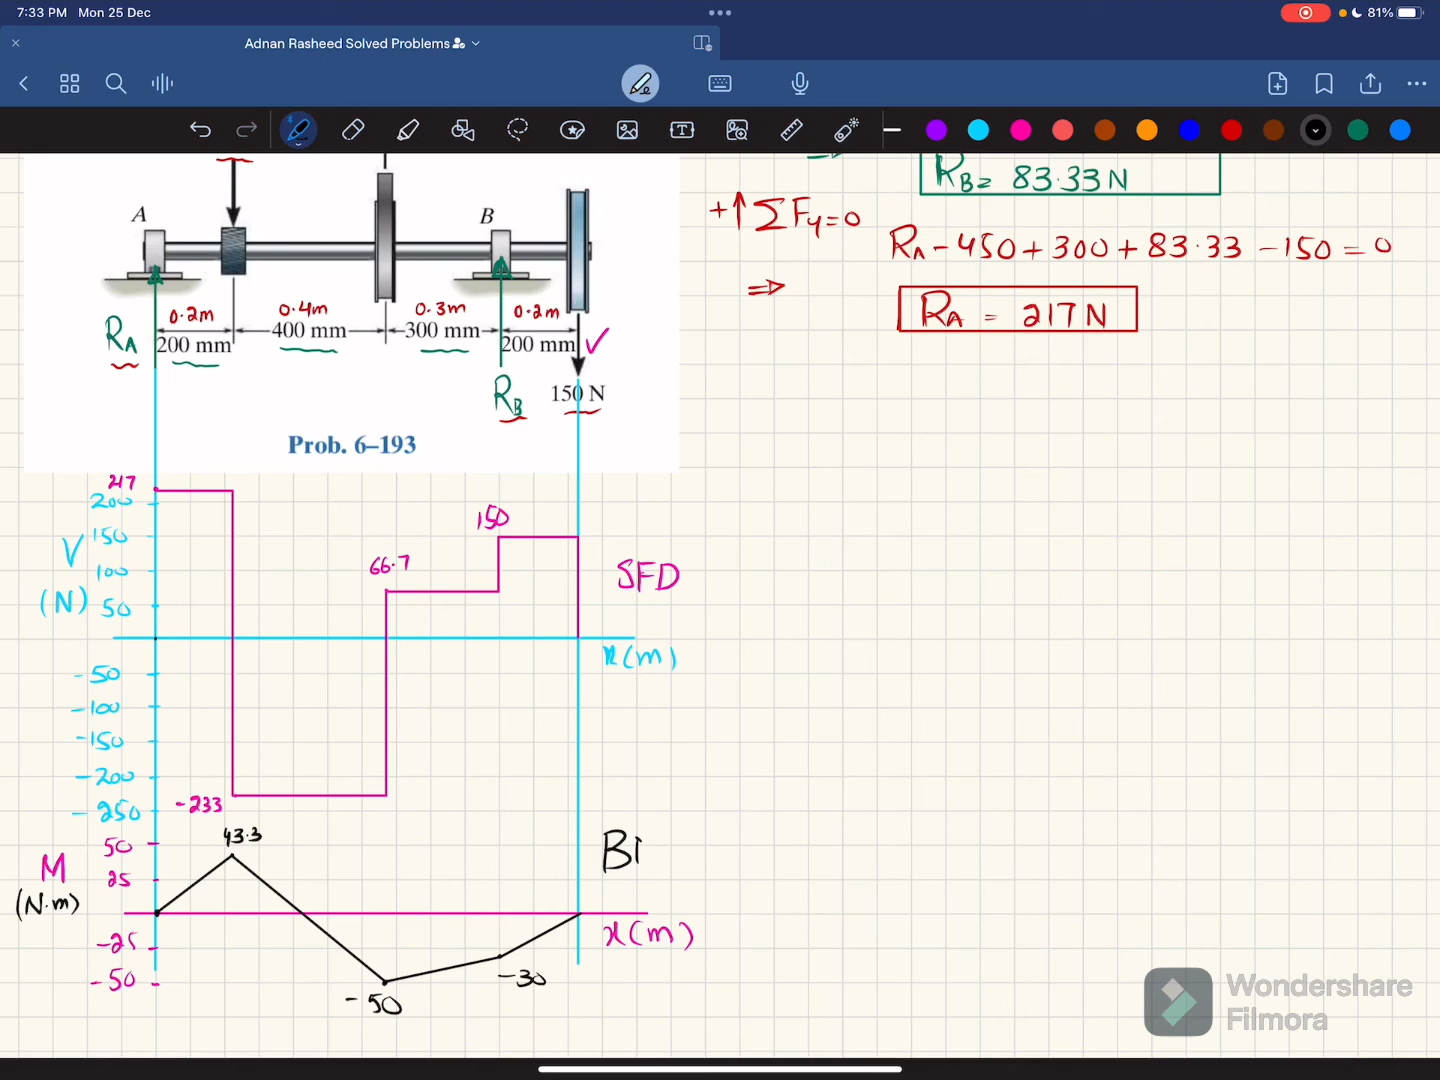 7:33 PM Mon 25 Dec
81%
Adnan Rasheed Solved Problems
RB= 83.33N
+↑ ΣFy=0
RA - 450 + 300 + 83.33 - 150 = 0
⇒
RA = 217 N
A
B
0.2m
0.4m
0.3m
0.2m
200 mm
400 mm
300 mm
200 mm
RA
RB
150 N
Prob. 6–193
217
200
150
100
50
V
(N)
-50
-100
-150
-200
-250
66.7
150
-233
SFD
x(m)
50
25
M
(N.m)
-25
-50
43.3
-50
-30
BI
x(m)
Wondershare
Filmora